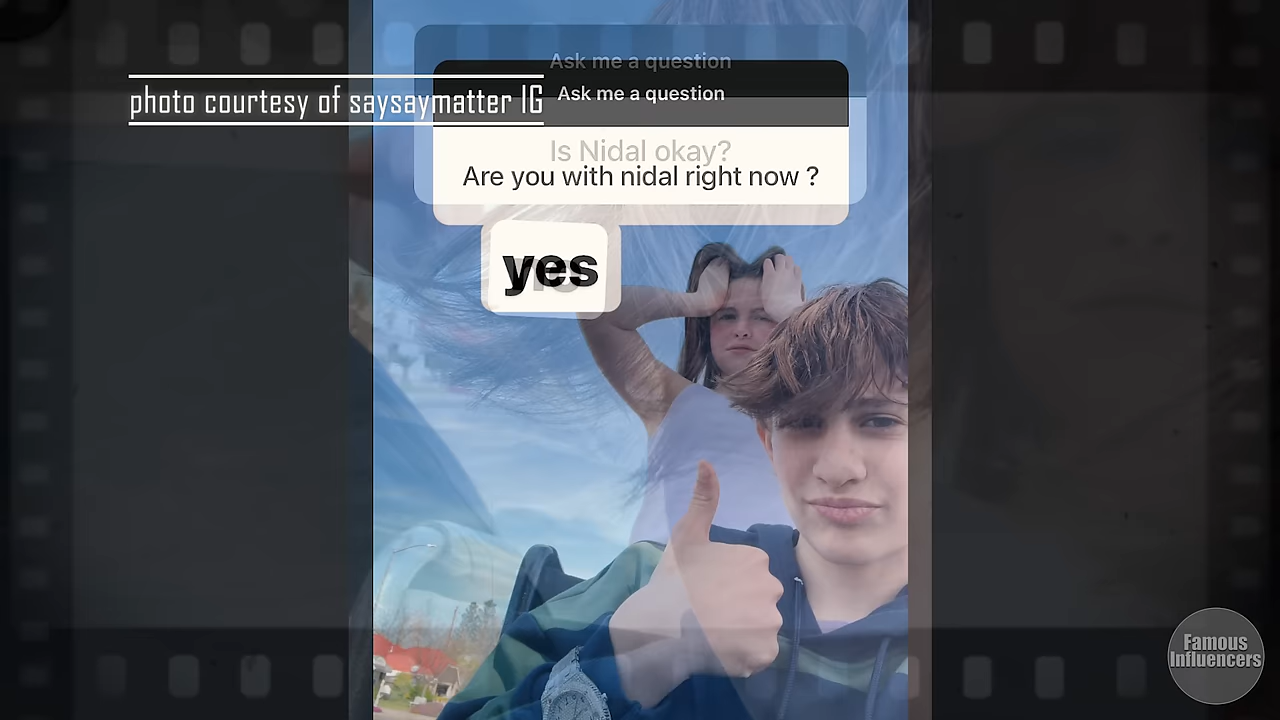 Ask me a question
photo courtesy of saysaymatter IG
Ask me a question
Is Nidal okay?
Are you with nidal right now ?
yes
Famous
Influencers